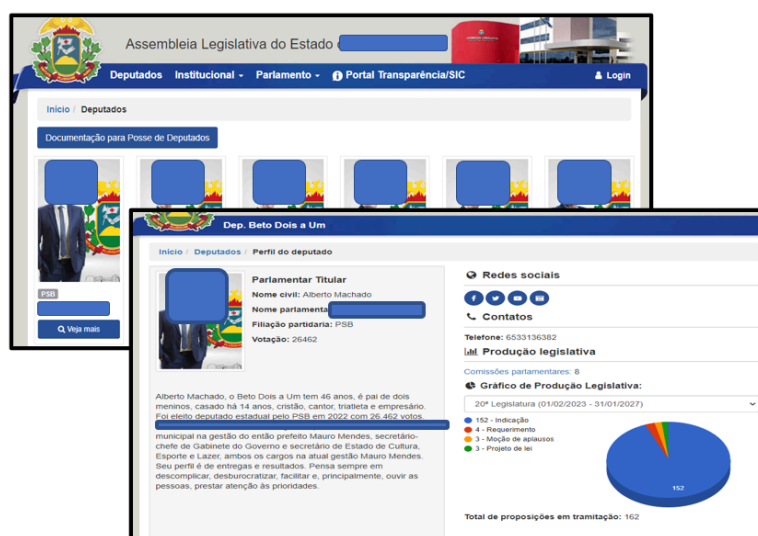 Assembleia Legislativa do Estado
Deputados Institucional Parlamento Portal Transparência/SIC Login
Início / Deputados
Documentação para Posse de Deputados
PSB
Veja mais
Dep. Beto Dois a Um
Início / Deputados / Perfil do deputado
Parlamentar Titular
Nome civil: Alberto Machado
Nome parlamenta
Filiação partidaria: PSB
Votação: 26462
Alberto Machado, o Beto Dois a Um tem 46 anos, é pai de dois
meninos, casado há 14 anos, cristão, cantor, triatleta e empresário.
Foi eleito deputado estadual pelo PSB em 2022 com 26.462 votos.
municipal na gestão do então prefeito Mauro Mendes, secretário-
chefe de Gabinete do Governo e secretário de Estado de Cultura,
Esporte e Lazer, ambos os cargos na atual gestão Mauro Mendes.
Seu perfil é de entregas e resultados. Pensa sempre em
descomplicar, desburocratizar, facilitar e, principalmente, ouvir as
pessoas, prestar atenção às prioridades.
Redes sociais
Contatos
Telefone: 6533136382
Produção legislativa
Comissões parlamentares: 8
Gráfico de Produção Legislativa:
20ª Legislatura (01/02/2023 - 31/01/2027)
152 - Indicação
4 - Requerimento
3 - Moção de aplausos
3 - Projeto de lei
152
Total de proposições em tramitação: 162